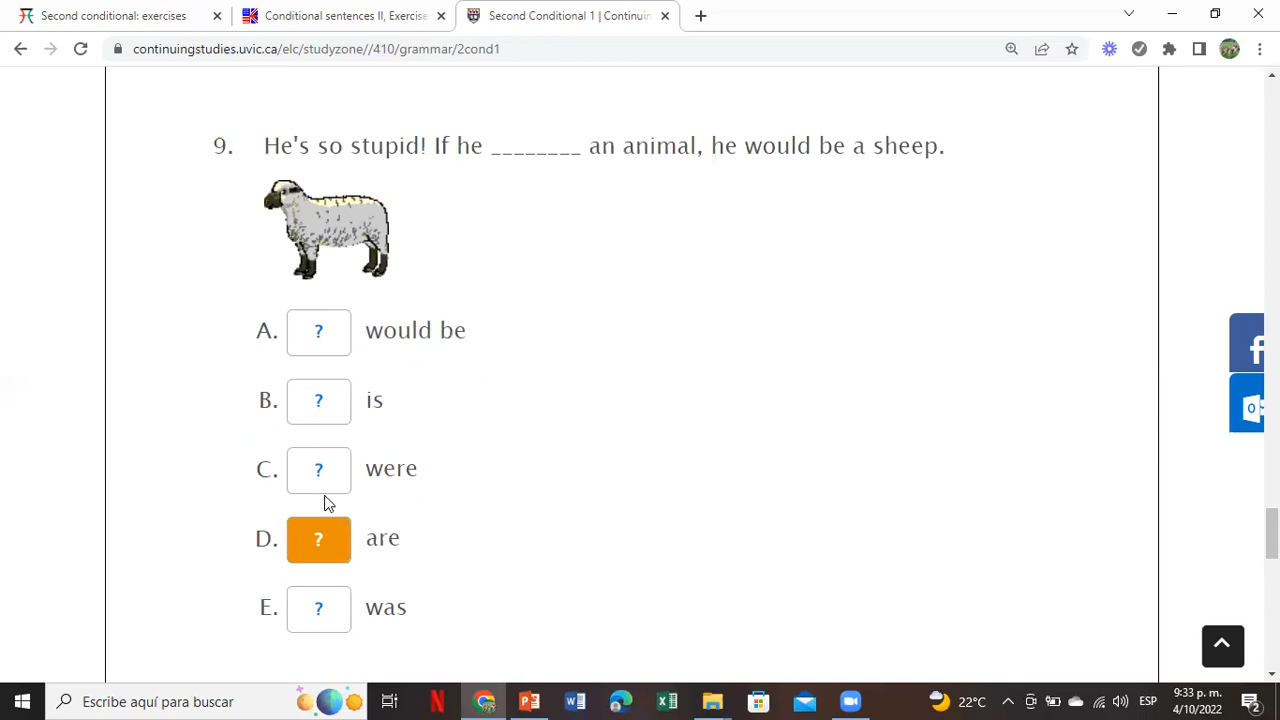 Second conditional: exercises
Conditional sentences II, Exercise
Second Conditional 1 | Continuin
continuingstudies.uvic.ca/elc/studyzone//410/grammar/2cond1
9. He's so stupid! If he ________ an animal, he would be a sheep.
A. ? would be
B. ? is
C. ? were
D. ? are
E. ? was
Escribe aquí para buscar
22°C
ESP
9:33 p. m.
4/10/2022
2